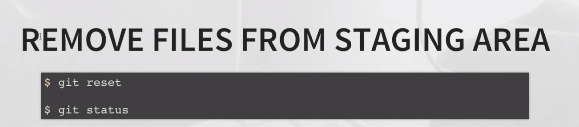 REMOVE FILES FROM STAGING AREA
$ git reset
$ git status